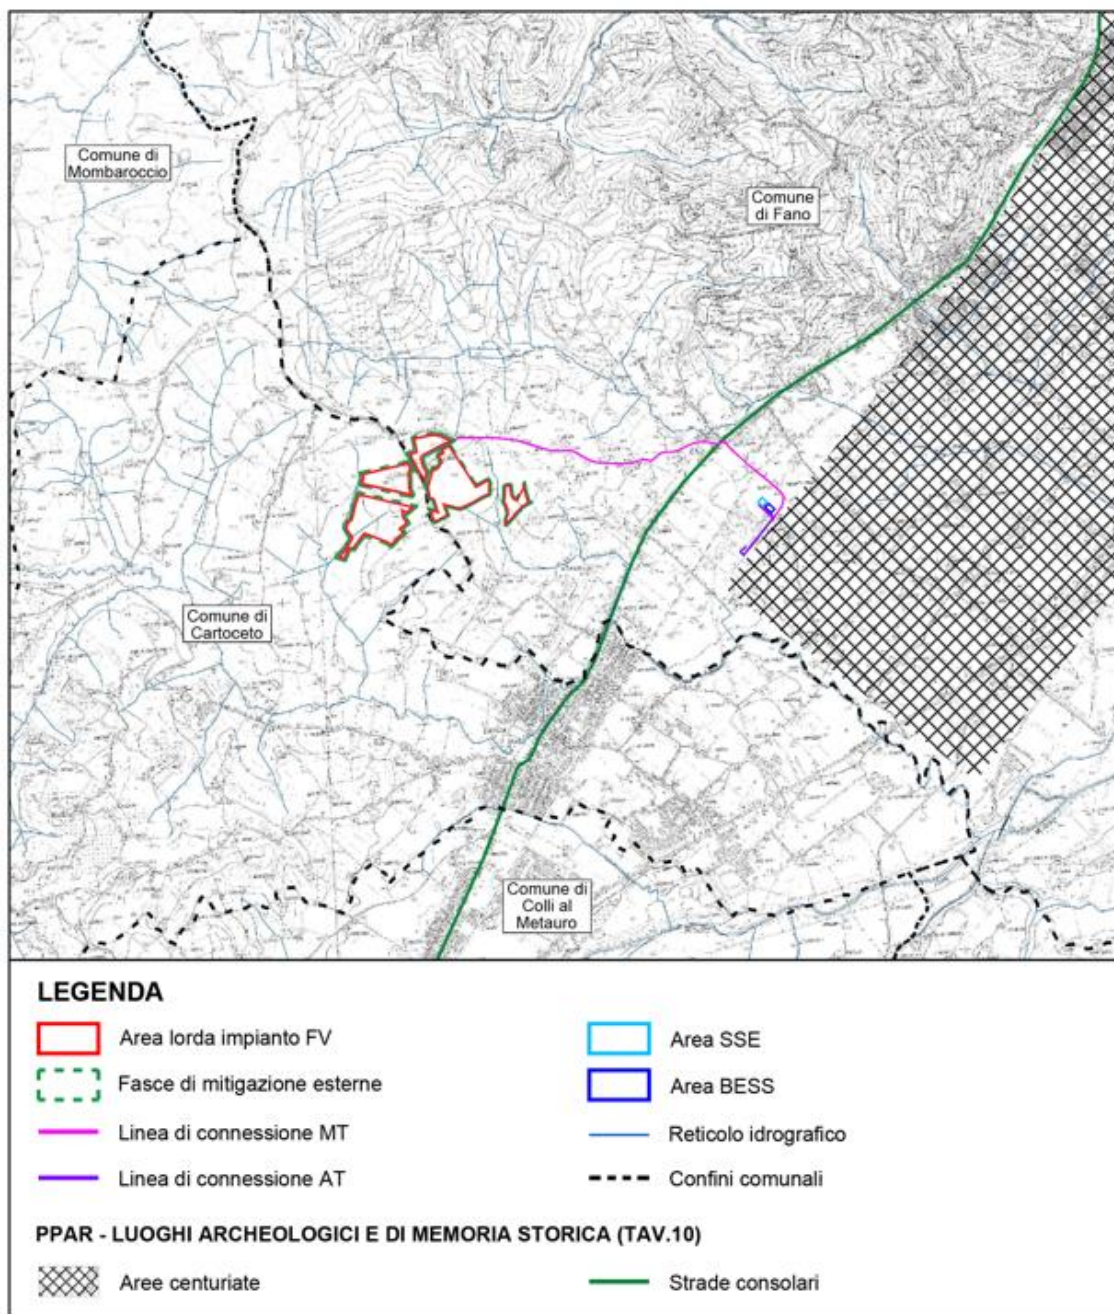 Comune di
Mombaroccio
Comune
di Fano
Comune di
Cartoceto
Comune di
Colli al
Metauro
LEGENDA
Area lorda impianto FV
Area SSE
Fasce di mitigazione esterne
Area BESS
Linea di connessione MT
Reticolo idrografico
Linea di connessione AT
Confini comunali
PPAR - LUOGHI ARCHEOLOGICI E DI MEMORIA STORICA (TAV.10)
Aree centuriate
Strade consolari